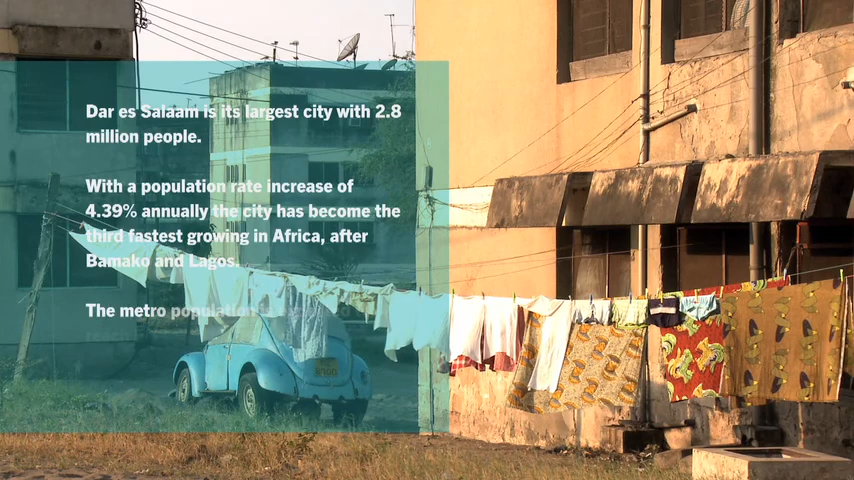 Dar es Salaam is its largest city with 2.8
million people.
With a population rate increase of
4.39% annually the city has become the
third fastest growing in Africa, after
Bamako and Lagos.
The metro population